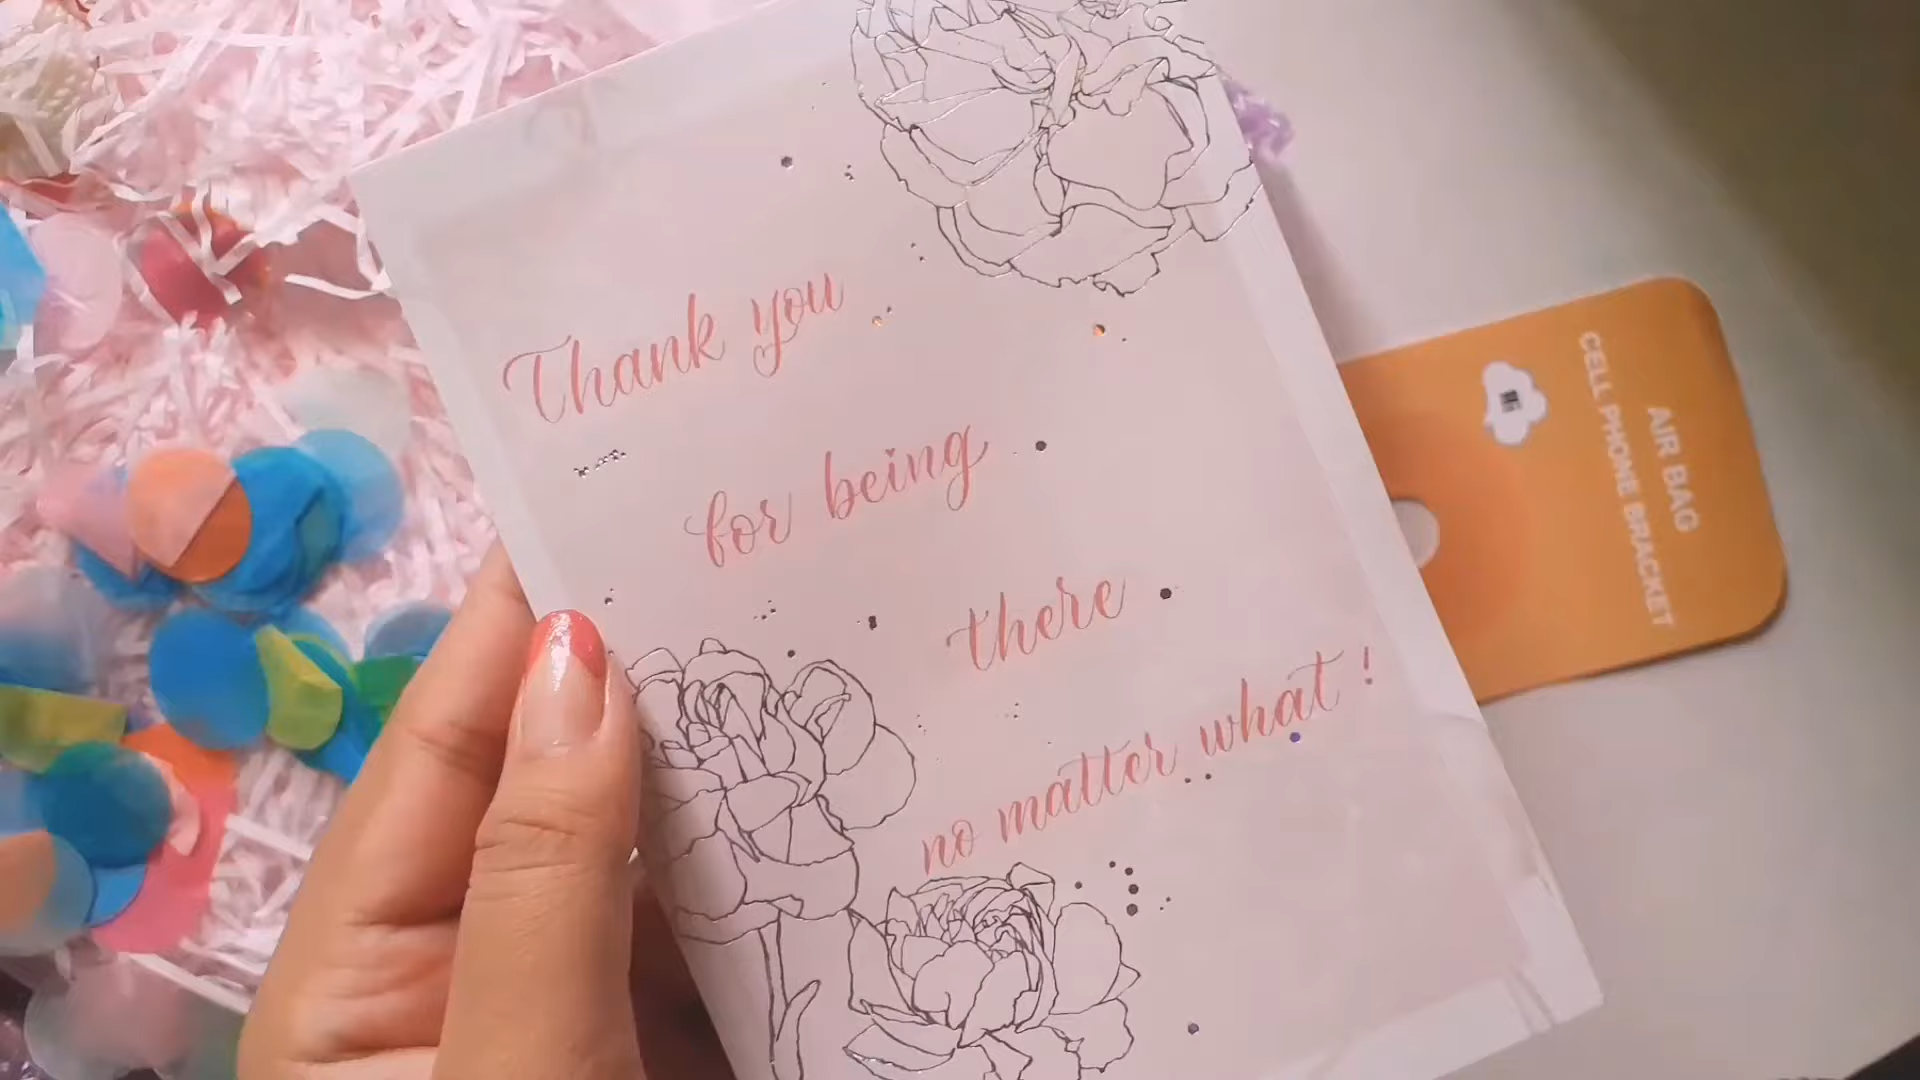 Thank you
for being
there
no matter what!
AIR BAG
CELL PHONE BRACKET